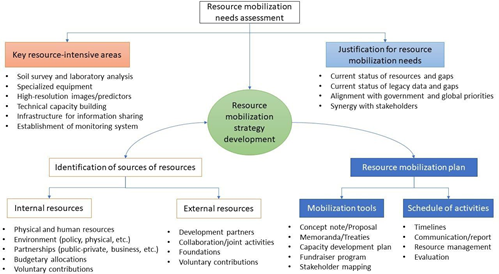 Resource mobilization
needs assessment
Key resource-intensive areas
• Soil survey and laboratory analysis
• Specialized equipment
• High-resolution images/predictors
• Technical capacity building
• Infrastructure for information sharing
• Establishment of monitoring system
Justification for resource
mobilization needs
• Current status of resources and gaps
• Current status of legacy data and gaps
• Alignment with government and global priorities
• Synergy with stakeholders
Resource
mobilization
strategy
development
Identification of sources of resources
Resource mobilization plan
Internal resources
• Physical and human resources
• Environment (policy, physical, etc.)
• Partnerships (public-private, business, etc.)
• Budgetary allocations
• Voluntary contributions
External resources
• Development partners
• Collaboration/joint activities
• Foundations
• Voluntary contributions
Mobilization tools
• Concept note/Proposal
• Memoranda/Treaties
• Capacity development plan
• Fundraiser program
• Stakeholder mapping
Schedule of activities
• Timelines
• Communication/report
• Resource management
• Evaluation